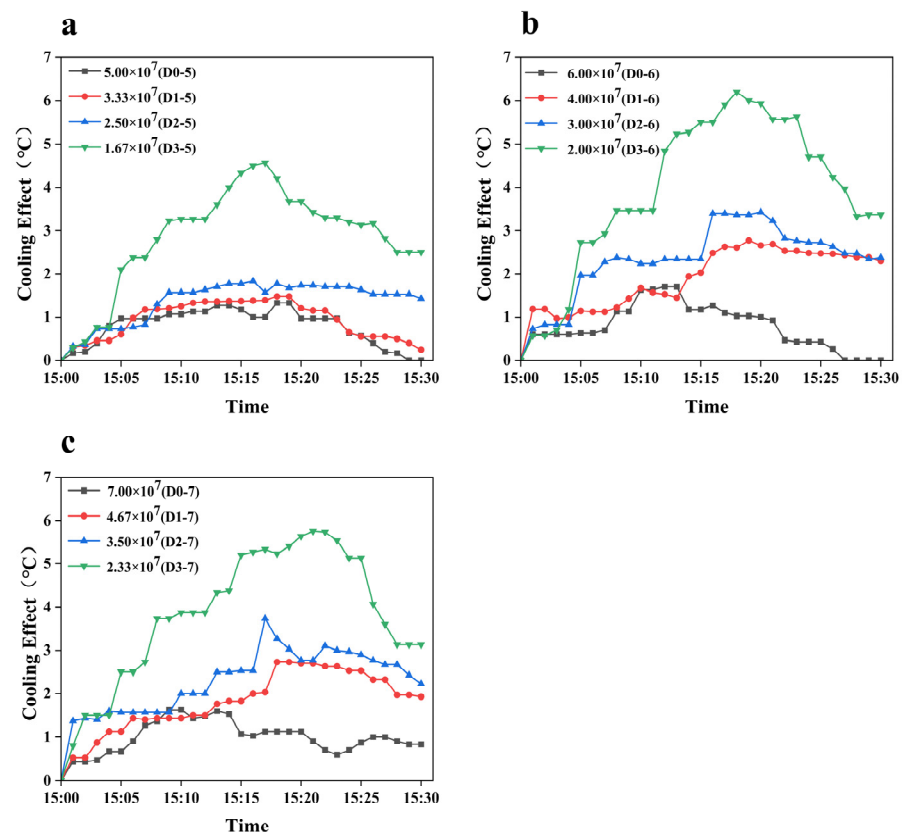 a
7
6
5
4
3
2
1
0
Cooling Effect（℃）
5.00×10⁷(D0-5)
3.33×10⁷(D1-5)
2.50×10⁷(D2-5)
1.67×10⁷(D3-5)
15:00 15:05 15:10 15:15 15:20 15:25 15:30
Time
b
7
6
5
4
3
2
1
0
Cooling Effect（℃）
6.00×10⁷(D0-6)
4.00×10⁷(D1-6)
3.00×10⁷(D2-6)
2.00×10⁷(D3-6)
15:00 15:05 15:10 15:15 15:20 15:25 15:30
Time
c
7
6
5
4
3
2
1
0
Cooling Effect（℃）
7.00×10⁷(D0-7)
4.67×10⁷(D1-7)
3.50×10⁷(D2-7)
2.33×10⁷(D3-7)
15:00 15:05 15:10 15:15 15:20 15:25 15:30
Time